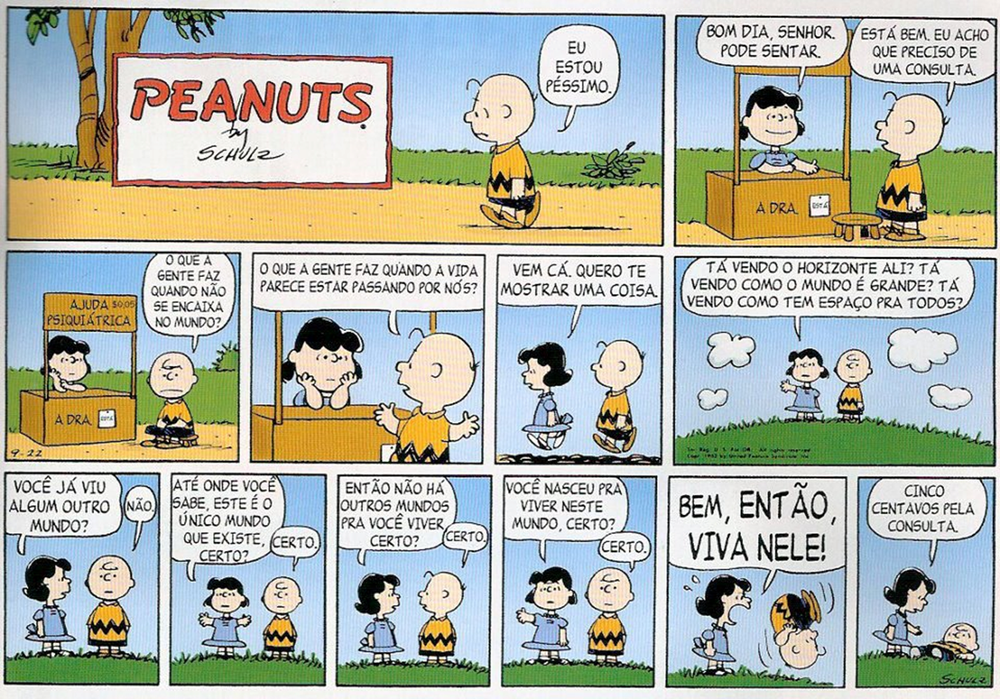 PEANUTS
by
SCHULZ
EU
ESTOU
PÉSSIMO.
BOM DIA, SENHOR.
PODE SENTAR.
ESTÁ BEM. EU ACHO
QUE PRECISO DE
UMA CONSULTA.
A DRA.
ESTÁ
O QUE A
GENTE FAZ
QUANDO NÃO
SE ENCAIXA
NO MUNDO?
AJUDA $0,05
PSIQUIÁTRICA
A DRA.
ESTÁ
9-22
O QUE A GENTE FAZ QUANDO A VIDA
PARECE ESTAR PASSANDO POR NÓS?
VEM CÁ. QUERO TE
MOSTRAR UMA COISA.
TÁ VENDO O HORIZONTE ALI? TÁ
VENDO COMO O MUNDO É GRANDE? TÁ
VENDO COMO TEM ESPAÇO PRA TODOS?
VOCÊ JÁ VIU
ALGUM OUTRO
MUNDO?
NÃO.
ATÉ ONDE VOCÊ
SABE, ESTE É O
ÚNICO MUNDO
QUE EXISTE,
CERTO?
CERTO.
ENTÃO NÃO HÁ
OUTROS MUNDOS
PRA VOCÊ VIVER,
CERTO?
CERTO.
VOCÊ NASCEU PRA
VIVER NESTE
MUNDO, CERTO?
CERTO.
BEM, ENTÃO,
VIVA NELE!
CINCO
CENTAVOS PELA
CONSULTA.
SCHULZ